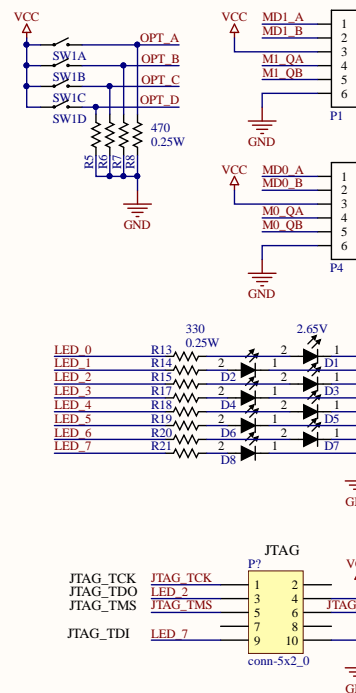 VCC
OPT_A
SW1A
OPT_B
SW1B
OPT_C
SW1C
OPT_D
SW1D
470
0.25W
R5
R6
R7
R8
GND
VCC
MD1_A
MD1_B
M1_QA
M1_QB
1
2
3
4
5
6
P1
GND
VCC
MD0_A
MD0_B
M0_QA
M0_QB
1
2
3
4
5
6
P4
GND
330
0.25W
2.65V
LED_0 R13 2 1
LED_1 R14 2 1 D1
LED_2 R15 D2 2 1
LED_3 R17 2 1 D3
LED_4 R18 D4 2 1
LED_5 R19 2 1 D5
LED_6 R20 D6 2 1
LED_7 R21 2 1 D7
D8
JTAG
P?
JTAG_TCK JTAG_TCK 1 2
JTAG_TDO LED_2 3 4
JTAG_TMS JTAG_TMS 5 6 JTAG
7 8
JTAG_TDI LED_7 9 10
conn-5x2_0